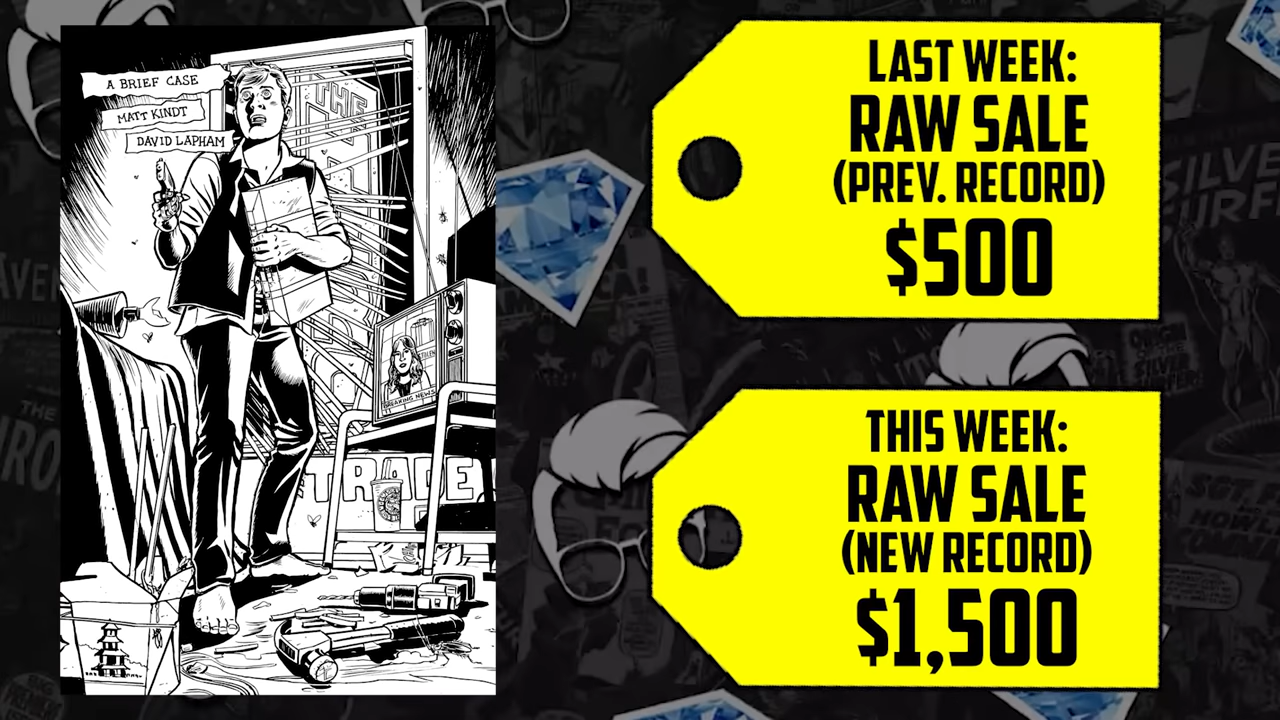 A BRIEF CASE
MATT KINDT
DAVID LAPHAM
BREAKING NEWS
TRADE
LAST WEEK:
RAW SALE
(PREV. RECORD)
$500
THIS WEEK:
RAW SALE
(NEW RECORD)
$1,500